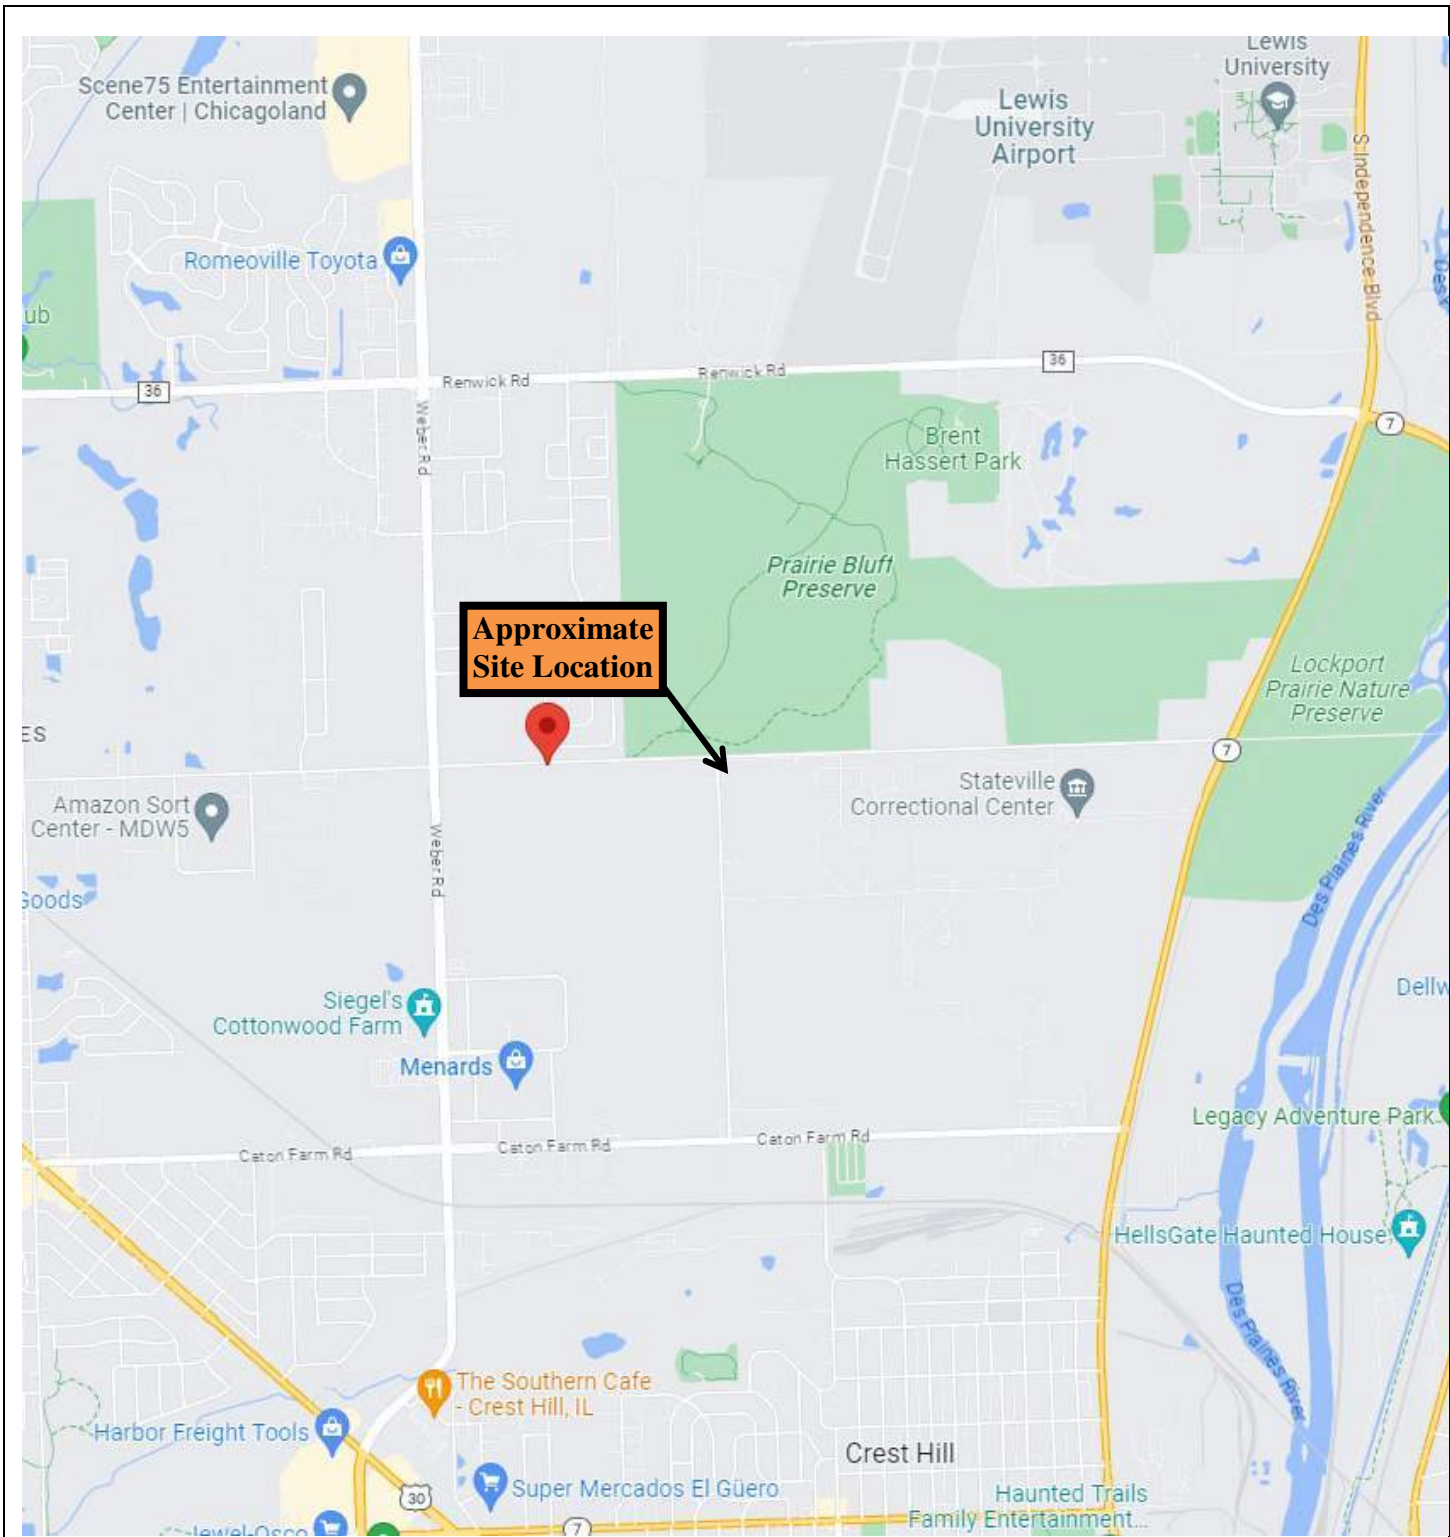 Lewis
University
Scene75 Entertainment
Center | Chicagoland
Lewis
University
Airport
S Independence Blvd
Romeoville Toyota
ub
36
Renwick Rd
Renwick Rd
36
7
Weber Rd
Brent
Hassert Park
Prairie Bluff
Preserve
Approximate
Site Location
Lockport
Prairie Nature
Preserve
ES
7
Stateville
Correctional Center
Amazon Sort
Center - MDW5
Weber Rd
Des Plaines River
Goods
Dellw
Siegel's
Cottonwood Farm
Menards
Legacy Adventure Park
Caton Farm Rd
Caton Farm Rd
Caton Farm Rd
HellsGate Haunted House
Des Plaines River
The Southern Cafe
- Crest Hill, IL
Harbor Freight Tools
Crest Hill
30
Super Mercados El Güero
Haunted Trails
Family Entertainment...
7
Jewel-Osco